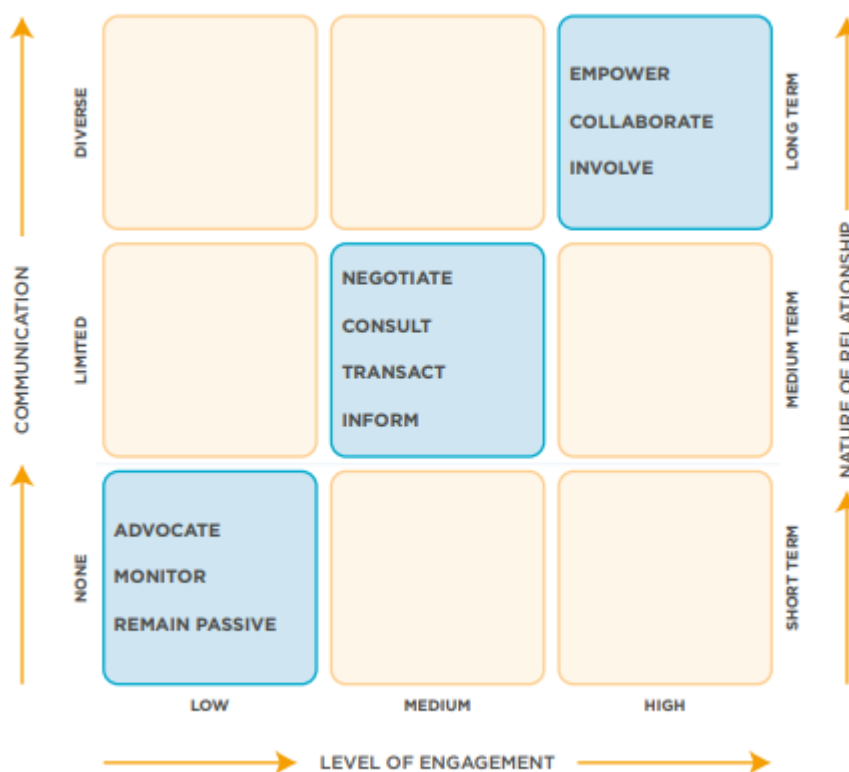 DIVERSE
EMPOWER
COLLABORATE
INVOLVE
LONG TERM
COMMUNICATION
LIMITED
NEGOTIATE
CONSULT
TRANSACT
INFORM
MEDIUM TERM
NATURE OF RELATIONSHIP
NONE
ADVOCATE
MONITOR
REMAIN PASSIVE
SHORT TERM
LOW
MEDIUM
HIGH
LEVEL OF ENGAGEMENT